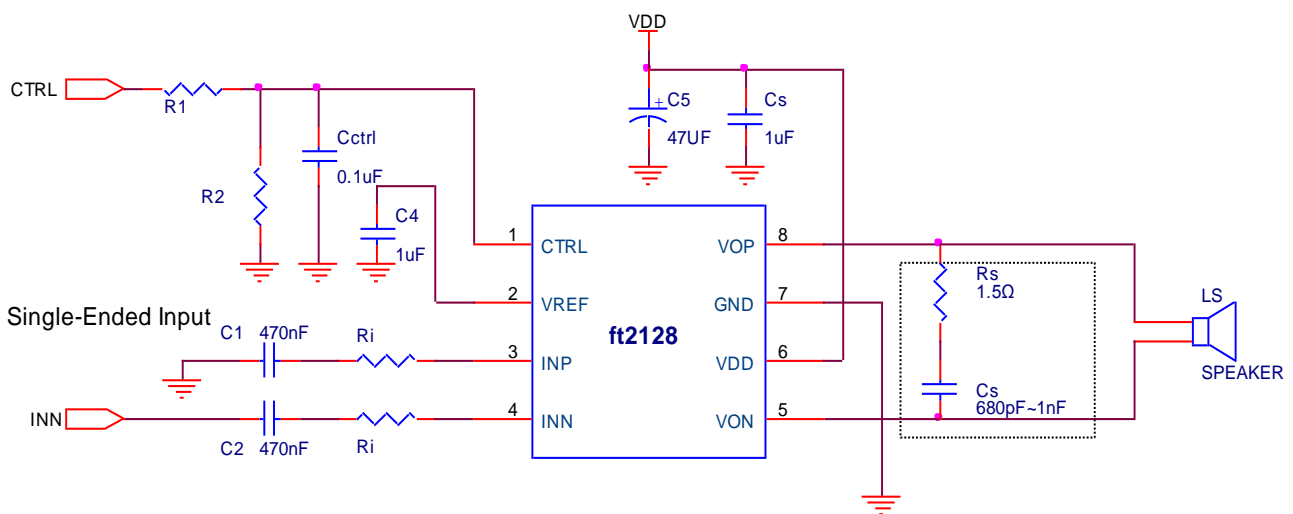 VDD
CTRL
R1
R2
Cctrl
0.1uF
C4
1uF
+
C5
47UF
Cs
1uF
1
CTRL
VOP
8
2
VREF
GND
7
ft2128
3
INP
VDD
6
4
INN
VON
5
Single-Ended Input
C1
470nF
Ri
INN
C2
470nF
Ri
Rs
1.5Ω
Cs
680pF~1nF
LS
SPEAKER